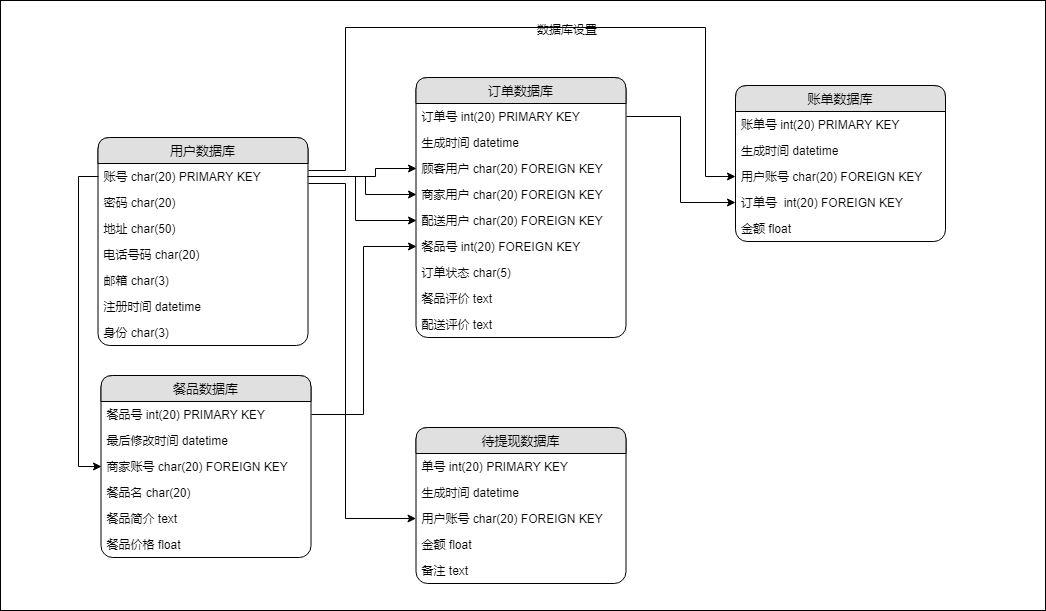 数据库设置
订单数据库
订单号 int(20) PRIMARY KEY
生成时间 datetime
顾客用户 char(20) FOREIGN KEY
商家用户 char(20) FOREIGN KEY
配送用户 char(20) FOREIGN KEY
餐品号 int(20) FOREIGN KEY
订单状态 char(5)
餐品评价 text
配送评价 text
账单数据库
账单号 int(20) PRIMARY KEY
生成时间 datetime
用户账号 char(20) FOREIGN KEY
订单号  int(20) FOREIGN KEY
金额 float
用户数据库
账号 char(20) PRIMARY KEY
密码 char(20)
地址 char(50)
电话号码 char(20)
邮箱 char(3)
注册时间 datetime
身份 char(3)
餐品数据库
餐品号 int(20) PRIMARY KEY
最后修改时间 datetime
商家账号 char(20) FOREIGN KEY
餐品名 char(20)
餐品简介 text
餐品价格 float
待提现数据库
单号 int(20) PRIMARY KEY
生成时间 datetime
用户账号 char(20) FOREIGN KEY
金额 float
备注 text